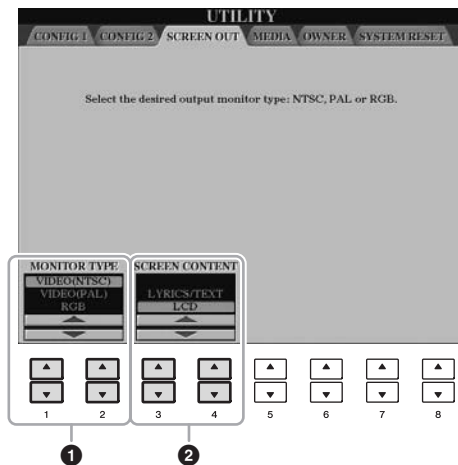 UTILITY
CONFIG 1 CONFIG 2 SCREEN OUT MEDIA OWNER SYSTEM RESET
Select the desired output monitor type: NTSC, PAL or RGB.
MONITOR TYPE SCREEN CONTENT
VIDEO(NTSC)
VIDEO(PAL) LYRICS/TEXT
RGB LCD
1 2 3 4 5 6 7 8
1 2